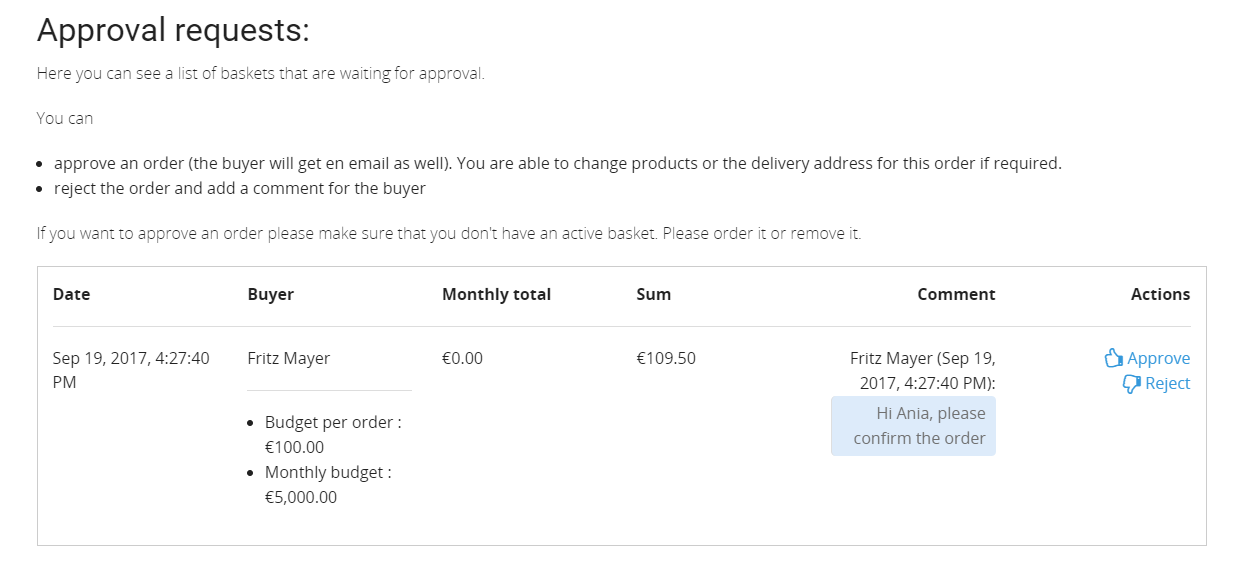 Approval requests:
Here you can see a list of baskets that are waiting for approval.
You can
approve an order (the buyer will get en email as well). You are able to change products or the delivery address for this order if required.
reject the order and add a comment for the buyer
If you want to approve an order please make sure that you don't have an active basket. Please order it or remove it.
Date Buyer Monthly total Sum Comment Actions
Sep 19, 2017, 4:27:40
PM
Fritz Mayer
Budget per order :
€100.00
Monthly budget :
€5,000.00
€0.00
€109.50
Fritz Mayer (Sep 19,
2017, 4:27:40 PM):
Hi Ania, please
confirm the order
Approve
Reject